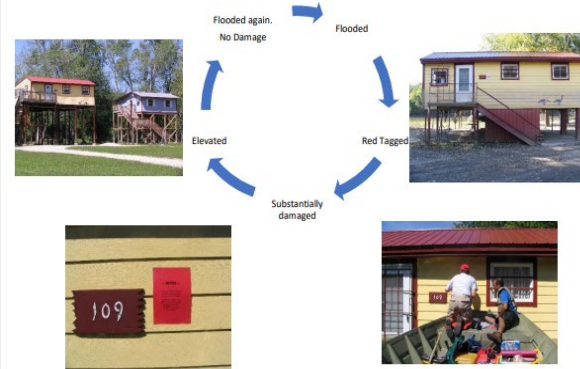 Flooded again.
No Damage
Flooded
Elevated
Red Tagged
Substantially
damaged
109
109